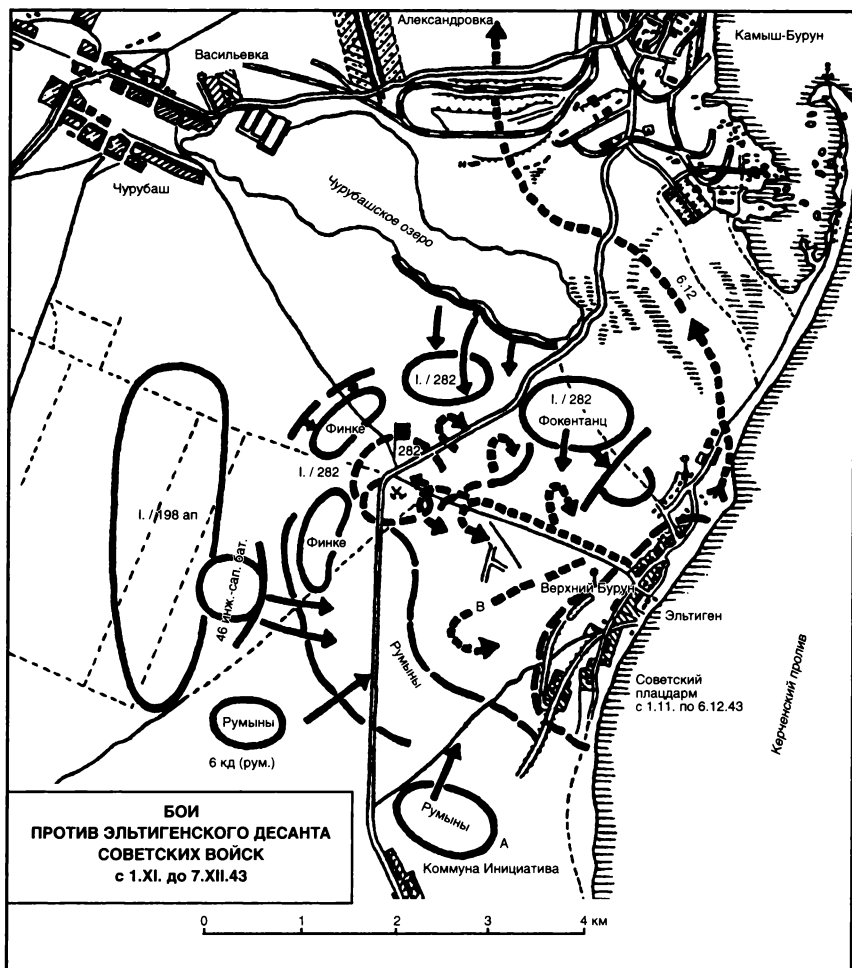 Александровка
Камыш-Бурун
Васильевка
Чурубаш
Чурубашское озеро
6.12
I. / 282
I. / 282
Фокентанц
Финке
282
I. / 282
I. / 198 ап
Финке
46 инж.-сап. бат.
В
Верхний Бурун
Эльтиген
Румыны
Советский
плацдарм
с 1.11. по 6.12.43
Керченский пролив
Румыны
6 кд (рум.)
Румыны
А
Коммуна Инициатива
БОИ
ПРОТИВ ЭЛЬТИГЕНСКОГО ДЕСАНТА
СОВЕТСКИХ ВОЙСК
с 1.XI. до 7.XII.43
0 1 2 3 4 км